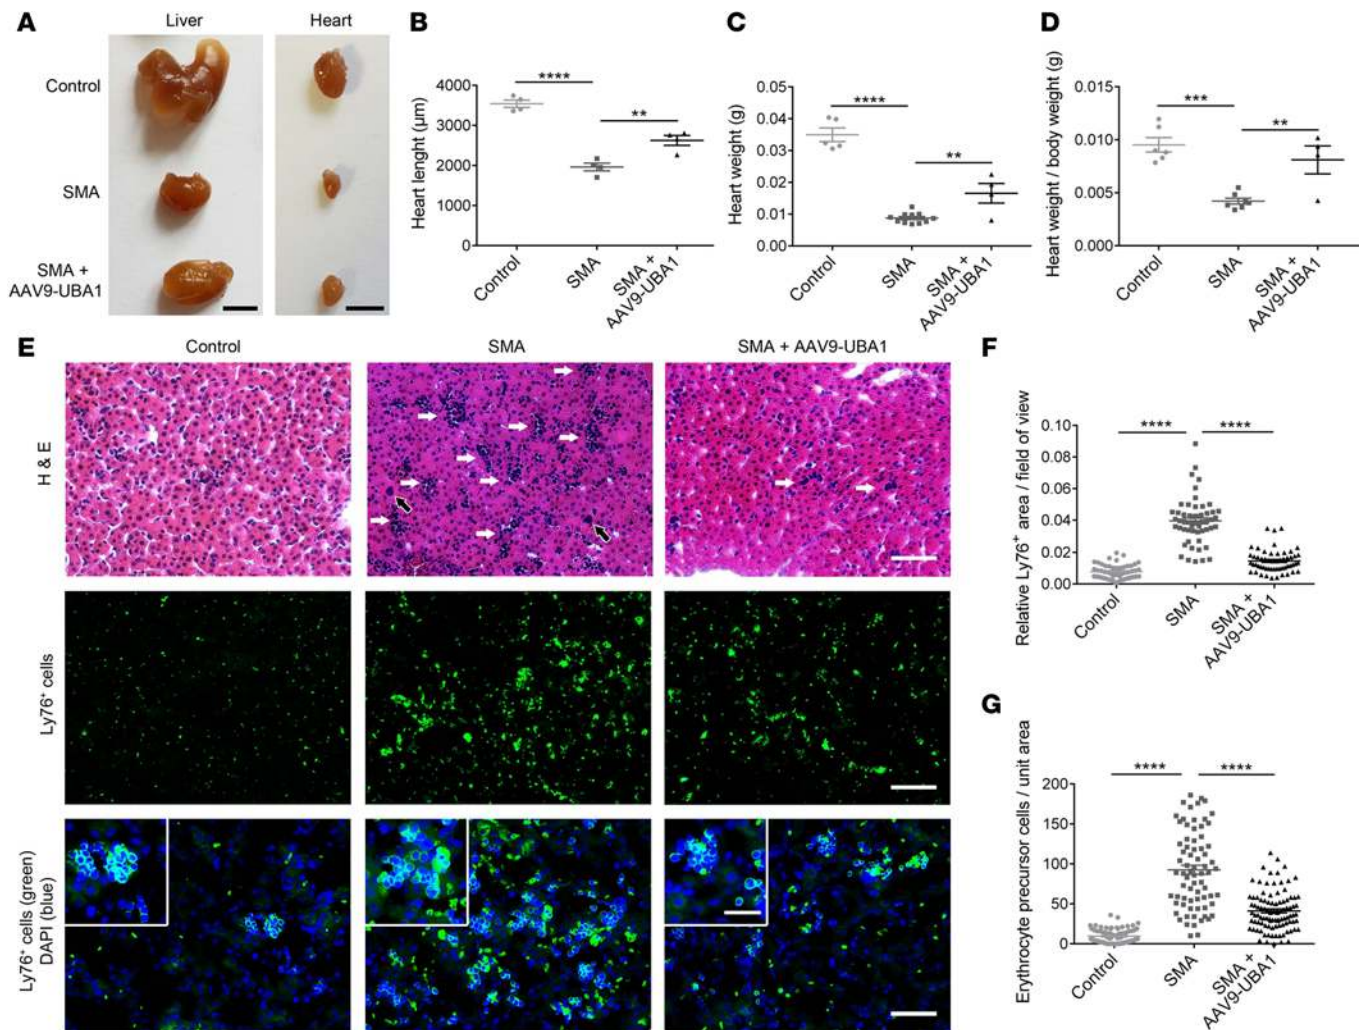 A
Liver
Heart
Control
SMA
SMA +
AAV9-UBA1
B
Heart lenght (µm)
4000
3000
2000
1000
0
****
**
Control
SMA
SMA +
AAV9-UBA1
C
Heart weight (g)
0.05
0.04
0.03
0.02
0.01
0.00
****
**
Control
SMA
SMA +
AAV9-UBA1
D
Heart weight / body weight (g)
0.015
0.010
0.005
0.000
***
**
Control
SMA
SMA +
AAV9-UBA1
E
Control
SMA
SMA + AAV9-UBA1
H & E
Ly76⁺ cells
Ly76⁺ cells (green)
DAPI (blue)
F
Relative Ly76⁺ area / field of view
0.10
0.08
0.06
0.04
0.02
0.00
****
****
Control
SMA
SMA +
AAV9-UBA1
G
Erythrocyte precursor cells / unit area
200
150
100
50
0
****
****
Control
SMA
SMA +
AAV9-UBA1